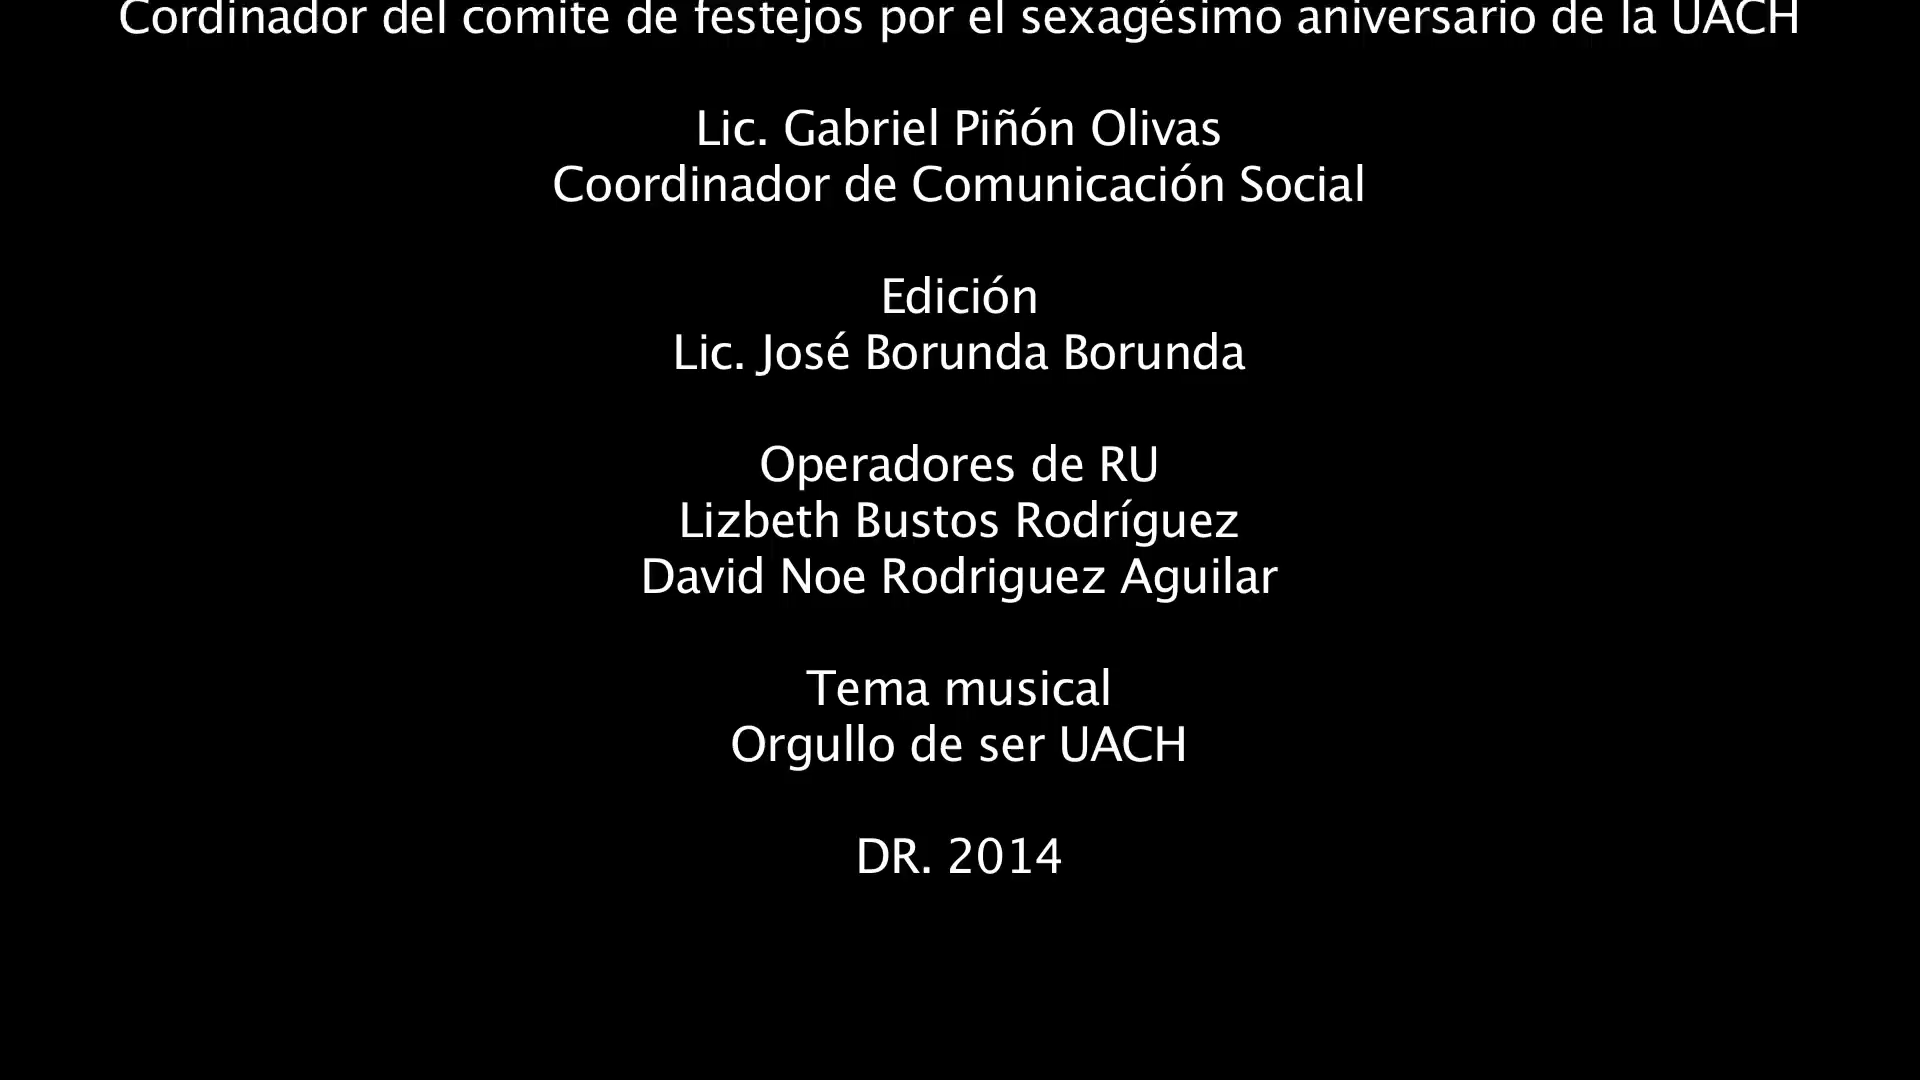 Cordinador del comite de festejos por el sexagésimo aniversario de la UACH
Lic. Gabriel Piñón Olivas
Coordinador de Comunicación Social
Edición
Lic. José Borunda Borunda
Operadores de RU
Lizbeth Bustos Rodríguez
David Noe Rodriguez Aguilar
Tema musical
Orgullo de ser UACH
DR. 2014